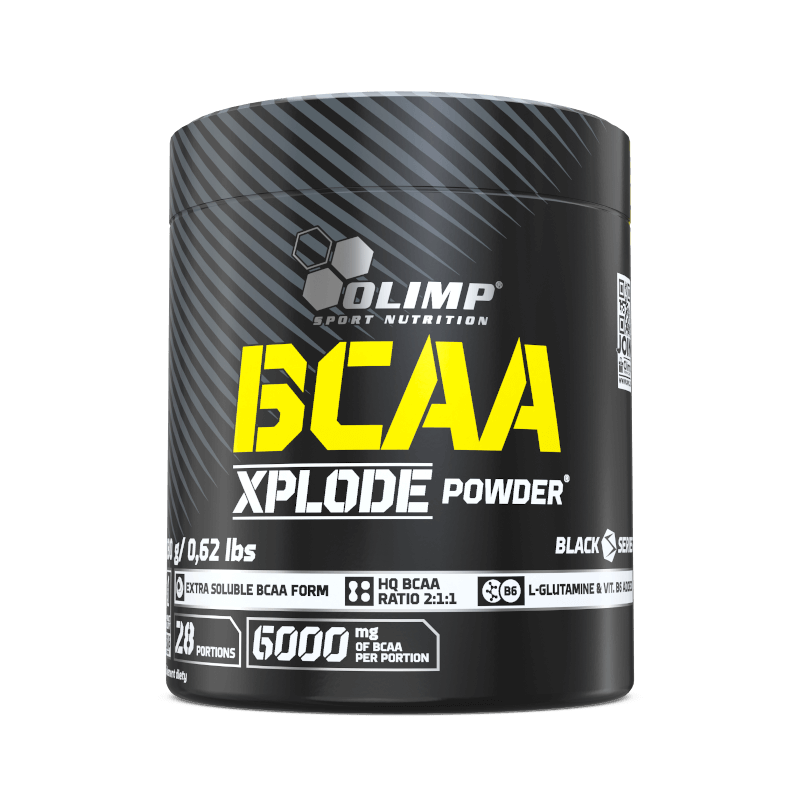 OLIMP®
SPORT NUTRITION
BCAA
XPLODE POWDER®
g/ 0,62 lbs
BLACK
EXTRA SOLUBLE BCAA FORM
HQ BCAA
RATIO 2:1:1
B6
L-GLUTAMINE & VIT. B6
28 PORTIONS
6000 mg
OF BCAA
PER PORTION
diety